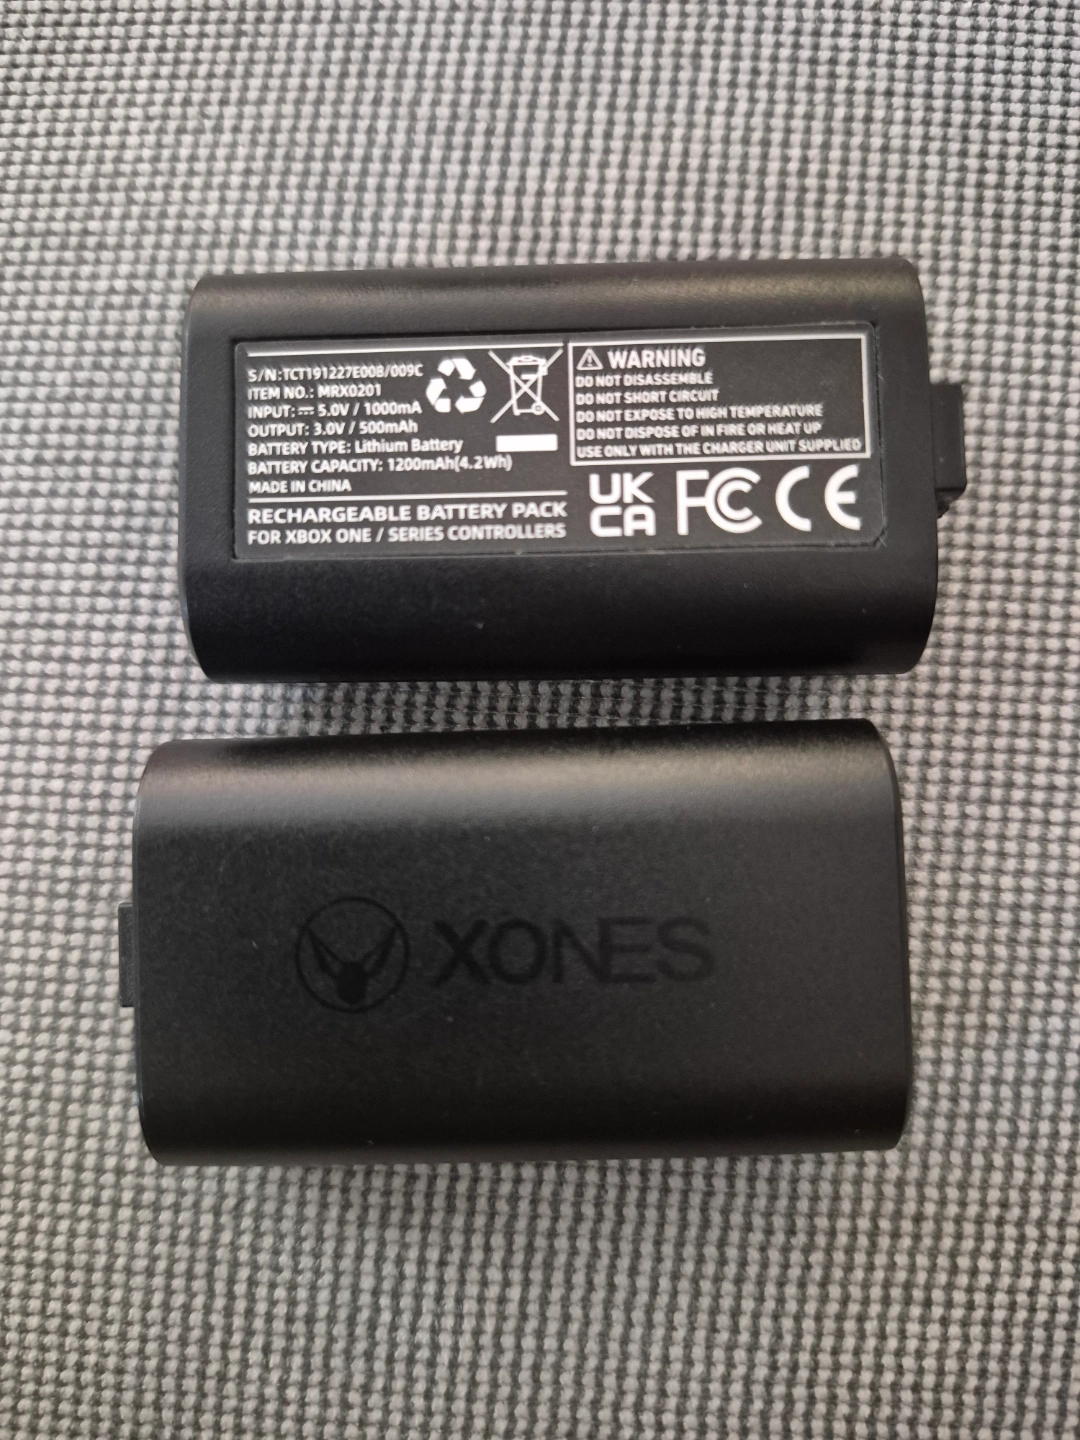 S/N:TCT191227E008/009C
ITEM NO.: MRX0201
INPUT: ⎓ 5.0V / 1000mA
OUTPUT: 3.0V / 500mAh
BATTERY TYPE: Lithium Battery
BATTERY CAPACITY: 1200mAh(4.2Wh)
MADE IN CHINA
RECHARGEABLE BATTERY PACK
FOR XBOX ONE / SERIES CONTROLLERS
⚠ WARNING
DO NOT DISASSEMBLE
DO NOT SHORT CIRCUIT
DO NOT EXPOSE TO HIGH TEMPERATURE
DO NOT DISPOSE OF IN FIRE OR HEAT UP
USE ONLY WITH THE CHARGER UNIT SUPPLIED
UK
CA
FC CE
XONES